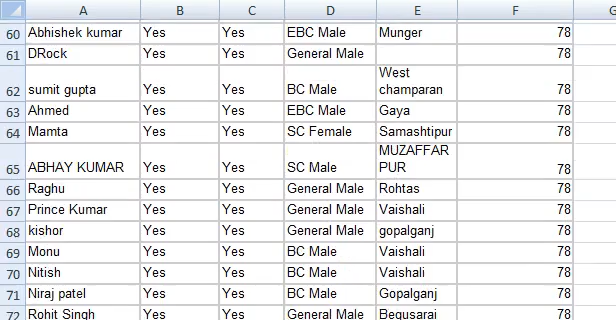 A B C D E F G
60 Abhishek kumar Yes Yes EBC Male Munger 78
61 DRock Yes Yes General Male 78
West
62 sumit gupta Yes Yes BC Male champaran 78
63 Ahmed Yes Yes EBC Male Gaya 78
64 Mamta Yes Yes SC Female Samashtipur 78
MUZAFFAR
65 ABHAY KUMAR Yes Yes SC Male PUR 78
66 Raghu Yes Yes General Male Rohtas 78
67 Prince Kumar Yes Yes General Male Vaishali 78
68 kishor Yes Yes General Male gopalganj 78
69 Monu Yes Yes BC Male Vaishali 78
70 Nitish Yes Yes BC Male Vaishali 78
71 Niraj patel Yes Yes BC Male Gopalganj 78
72 Rohit Singh Yes Yes General Male Begusarai 78